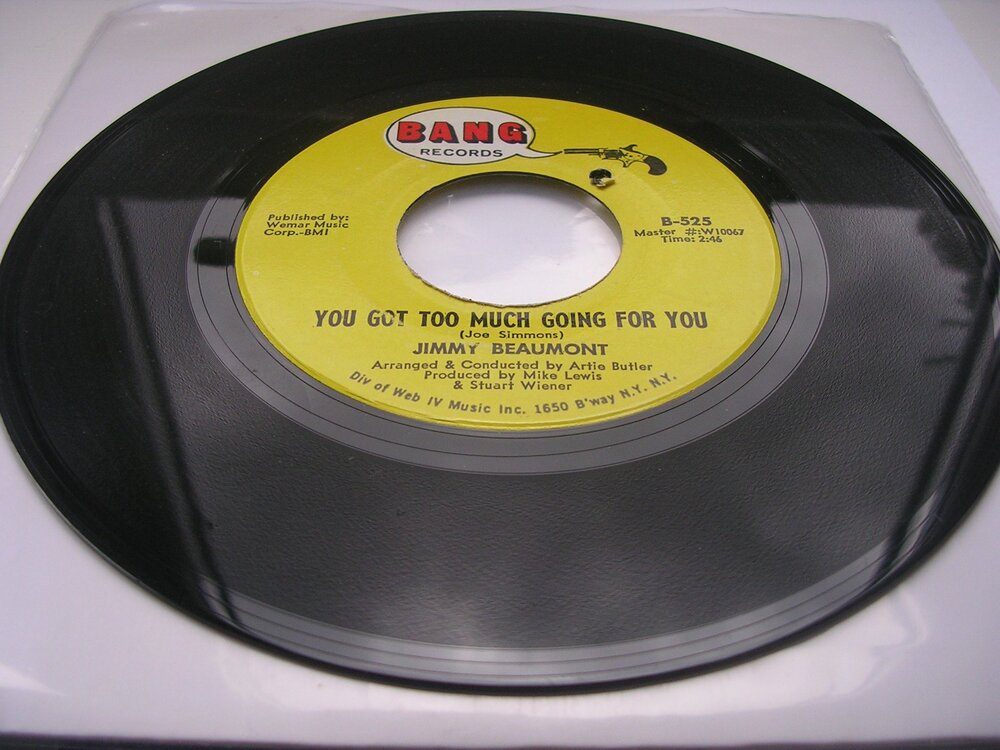 BANG
RECORDS
Published by:
Wemar Music
Corp.-BMI
B-525
Master #:W10067
Time: 2:46
YOU GOT TOO MUCH GOING FOR YOU
(Joe Simmons)
JIMMY BEAUMONT
Arranged & Conducted by Artie Butler
Produced by Mike Lewis
& Stuart Wiener
Div of Web IV Music Inc. 1650 B'way N.Y. N.Y.